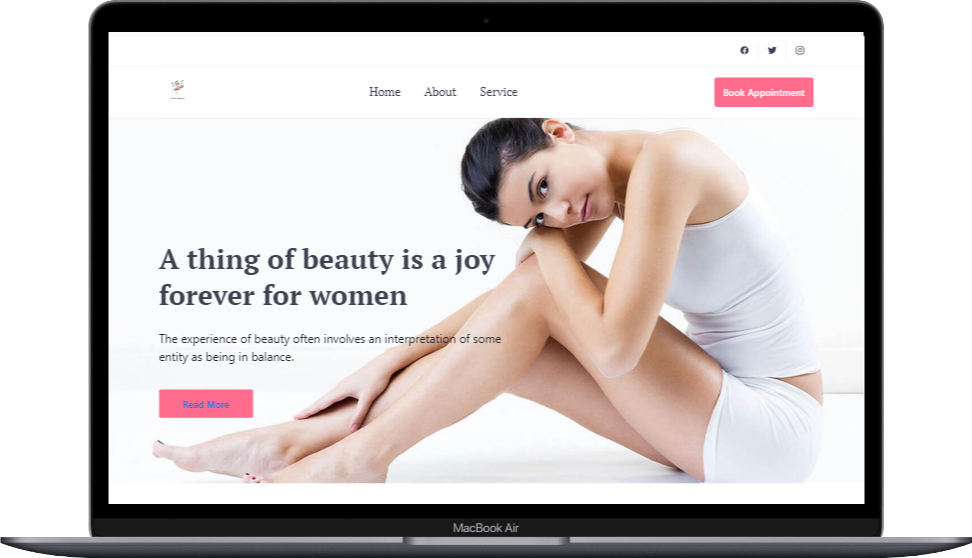 Home About Service
Book Appointment
A thing of beauty is a joy
forever for women
The experience of beauty often involves an interpretation of some
entity as being in balance.
Read More
MacBook Air